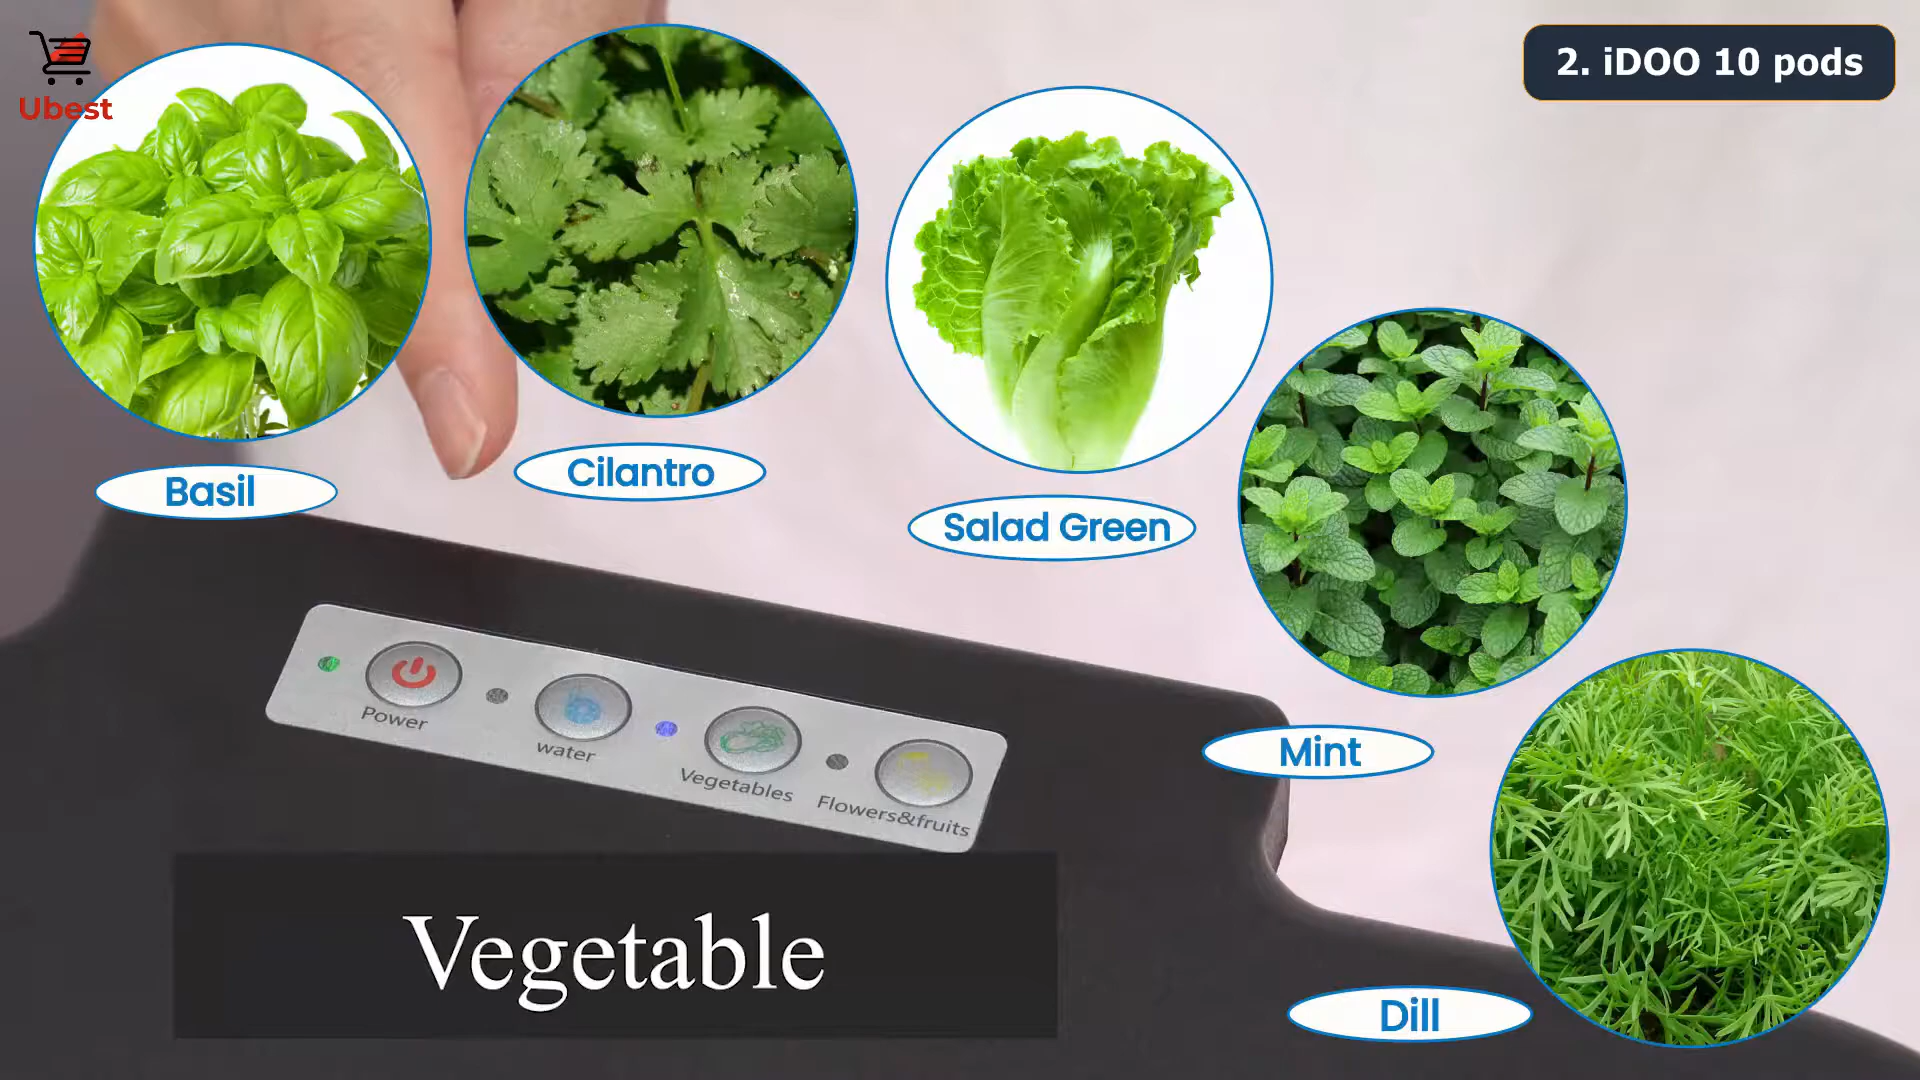 Ubest
2. iDOO 10 pods
Basil
Cilantro
Salad Green
Mint
Dill
Power
water
Vegetables
Flowers&fruits
Vegetable